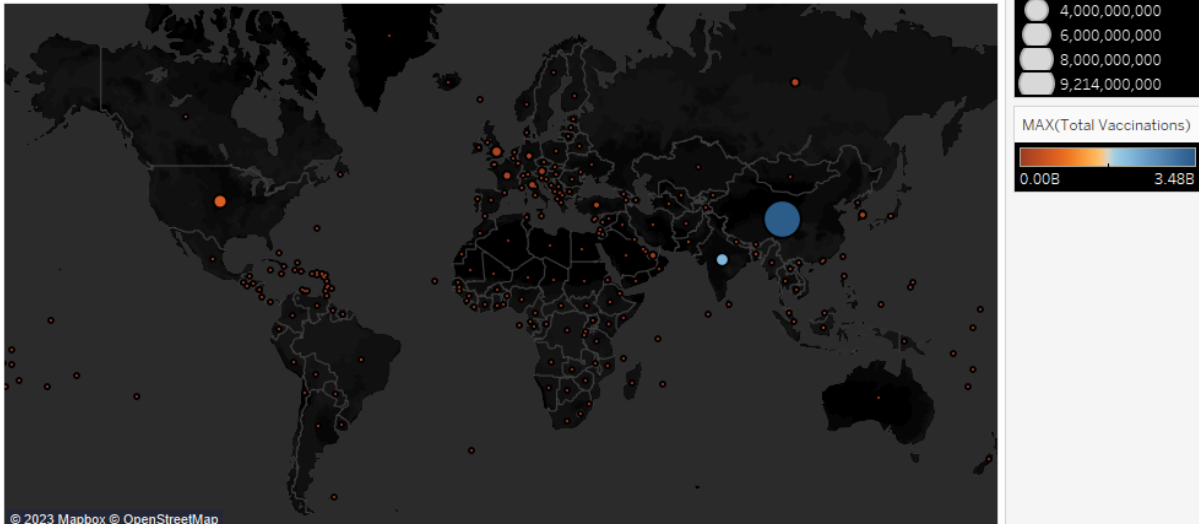 4,000,000,000
6,000,000,000
8,000,000,000
9,214,000,000
MAX(Total Vaccinations)
0.00B 3.48B
© 2023 Mapbox © OpenStreetMap